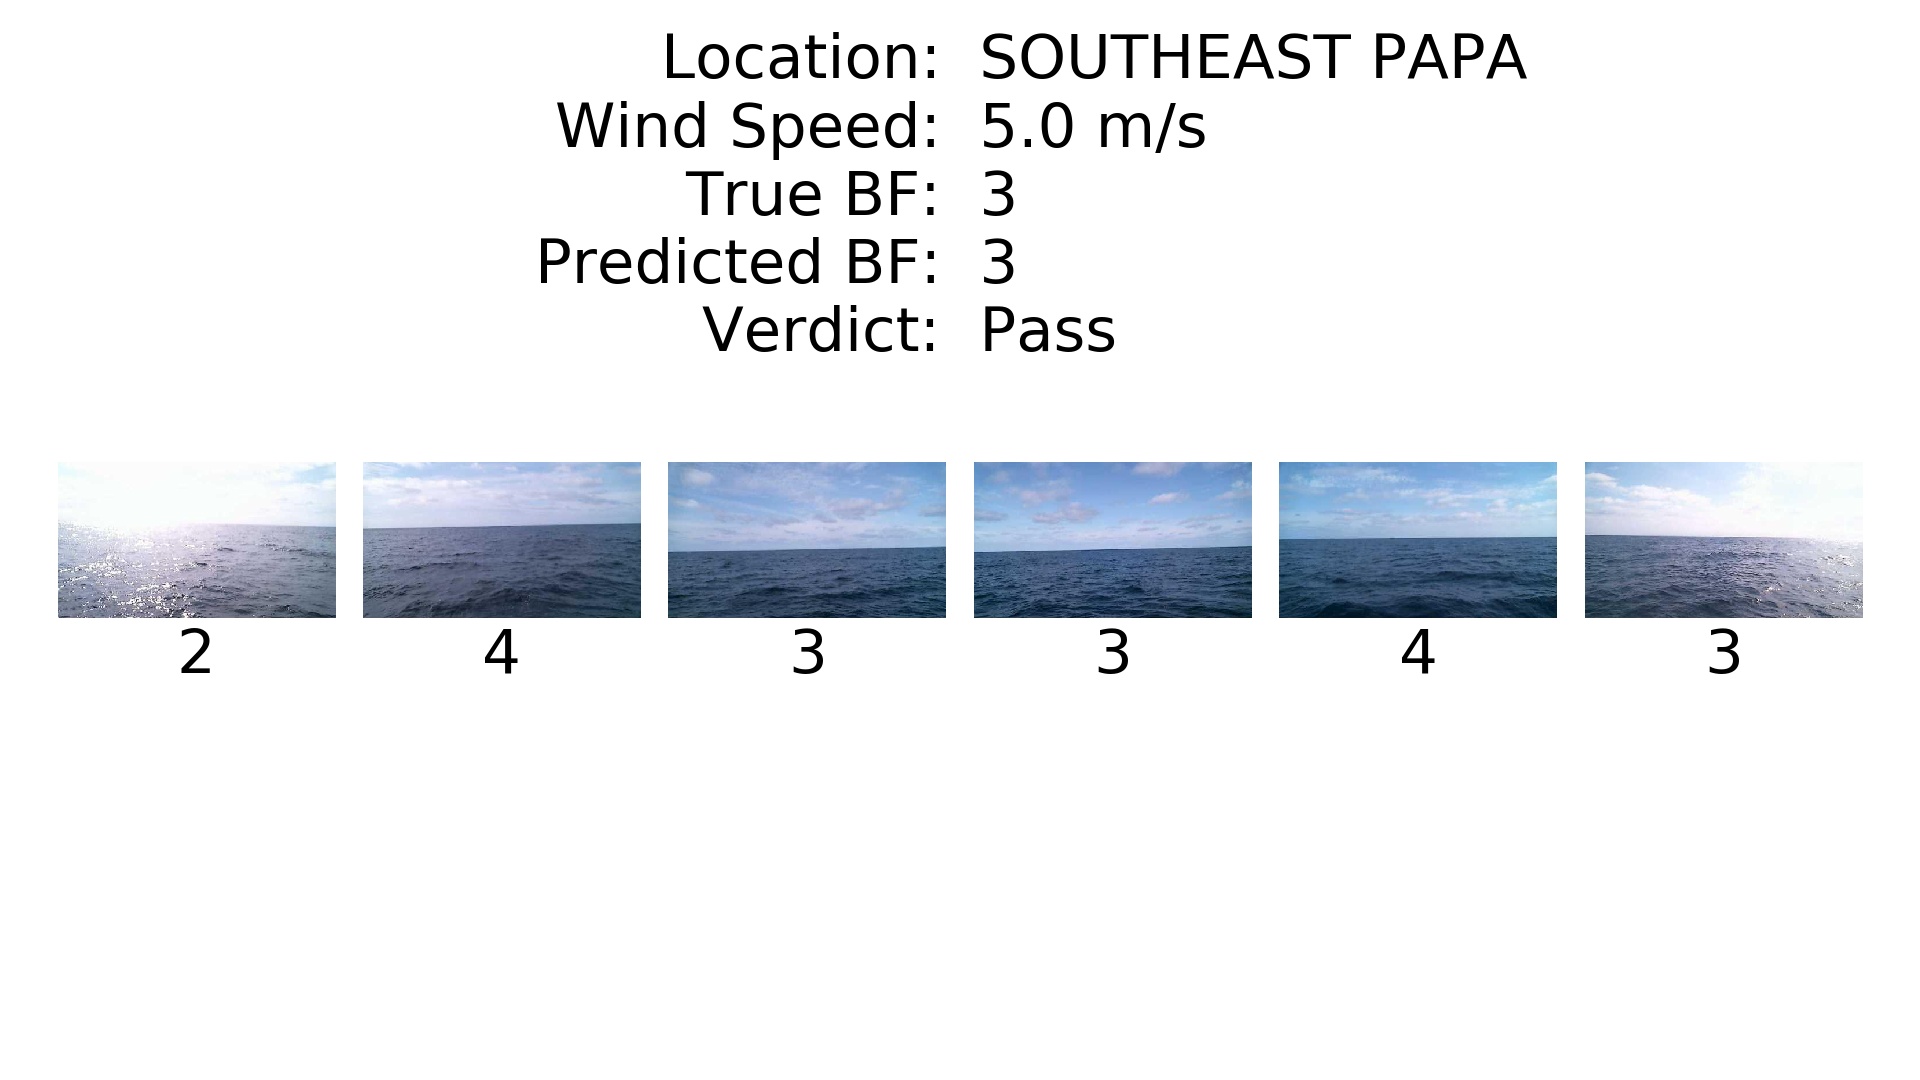 Location: SOUTHEAST PAPA
Wind Speed: 5.0 m/s
True BF: 3
Predicted BF: 3
Verdict: Pass
2 4 3 3 4 3